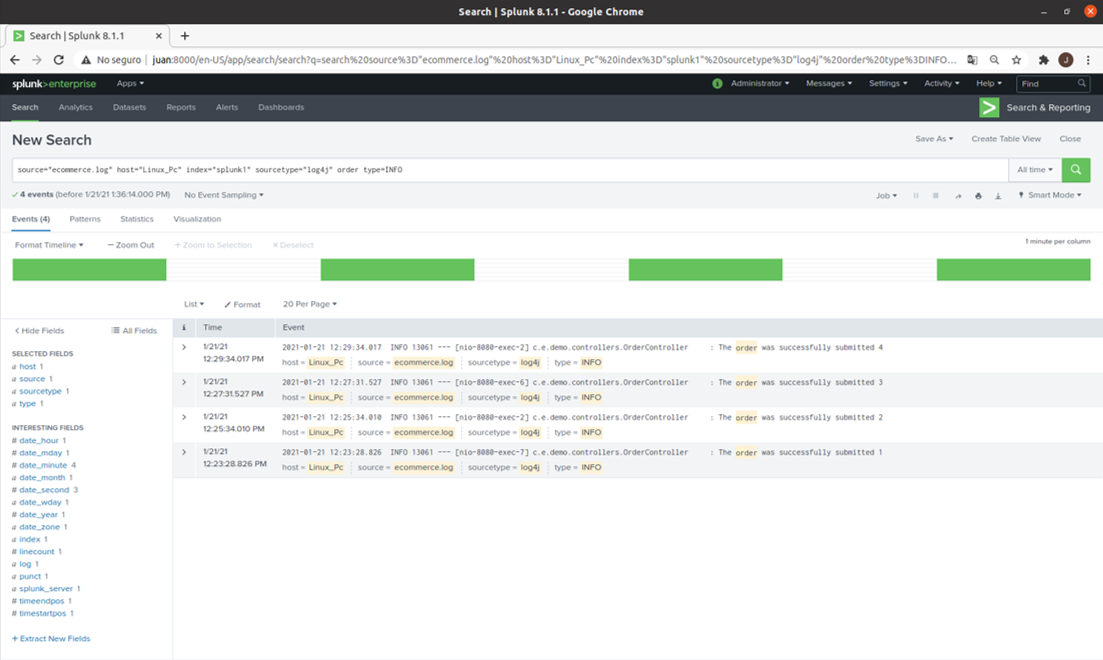 Search | Splunk 8.1.1 - Google Chrome
Search | Splunk 8.1.1
No seguro juan:8000/en-US/app/search/search?q=search%20source%3D"ecommerce.log"%20host%3D"Linux_Pc"%20index%3D"splunk1"%20sourcetype%3D"log4j"%20order%20type%3DINFO...
splunk>enterprise Apps Administrator Messages Settings Activity Help Find
Search Analytics Datasets Reports Alerts Dashboards Search & Reporting
New Search Save As Create Table View Close
source="ecommerce.log" host="Linux_Pc" index="splunk1" sourcetype="log4j" order type=INFO All time
4 events (before 1/21/21 1:36:14.000 PM) No Event Sampling Job Smart Mode
Events (4) Patterns Statistics Visualization
Format Timeline − Zoom Out + Zoom to Selection × Deselect 1 minute per column
List Format 20 Per Page
< Hide Fields All Fields i Time Event
SELECTED FIELDS
a host 1
a source 1
a sourcetype 1
a type 1
INTERESTING FIELDS
# date_hour 1
# date_mday 1
# date_minute 4
a date_month 1
# date_second 3
a date_wday 1
# date_year 1
a date_zone 1
a index 1
# linecount 1
a log 1
a punct 1
a splunk_server 1
# timeendpos 1
# timestartpos 1
+ Extract New Fields
1/21/21
12:29:34.017 PM
2021-01-21 12:29:34.017 INFO 13061 --- [nio-8080-exec-2] c.e.demo.controllers.OrderController : The order was successfully submitted 4
host = Linux_Pc source = ecommerce.log sourcetype = log4j type = INFO
1/21/21
12:27:31.527 PM
2021-01-21 12:27:31.527 INFO 13061 --- [nio-8080-exec-6] c.e.demo.controllers.OrderController : The order was successfully submitted 3
host = Linux_Pc source = ecommerce.log sourcetype = log4j type = INFO
1/21/21
12:25:34.010 PM
2021-01-21 12:25:34.010 INFO 13061 --- [nio-8080-exec-2] c.e.demo.controllers.OrderController : The order was successfully submitted 2
host = Linux_Pc source = ecommerce.log sourcetype = log4j type = INFO
1/21/21
12:23:28.826 PM
2021-01-21 12:23:28.826 INFO 13061 --- [nio-8080-exec-7] c.e.demo.controllers.OrderController : The order was successfully submitted 1
host = Linux_Pc source = ecommerce.log sourcetype = log4j type = INFO